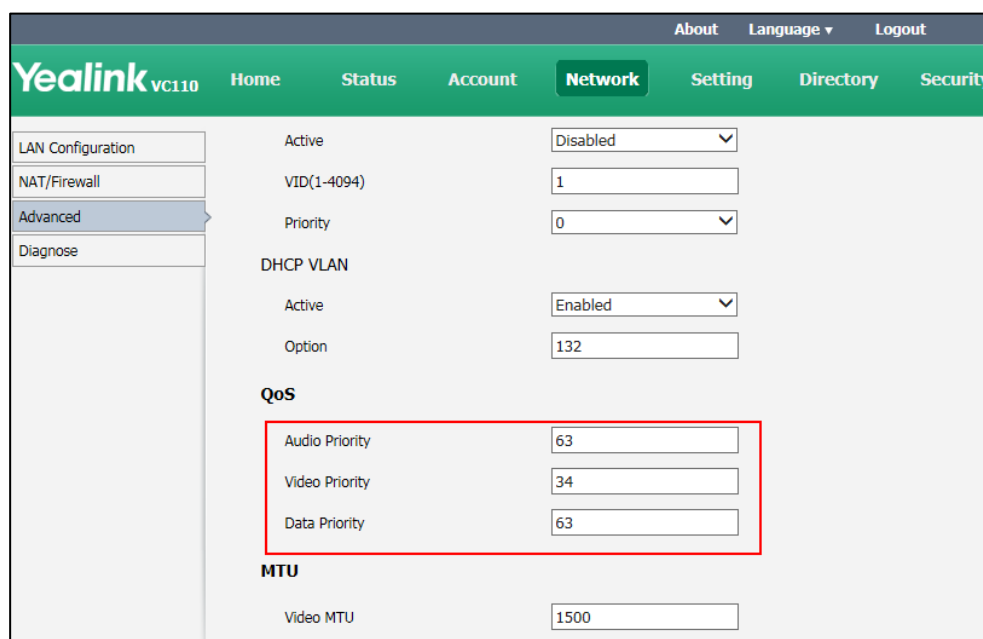 About Language ▾ Logout
Yealink VC110 Home Status Account Network Setting Directory Securit
LAN Configuration
NAT/Firewall
Advanced
Diagnose
Active Disabled
VID(1-4094) 1
Priority 0
DHCP VLAN
Active Enabled
Option 132
QoS
Audio Priority 63
Video Priority 34
Data Priority 63
MTU
Video MTU 1500